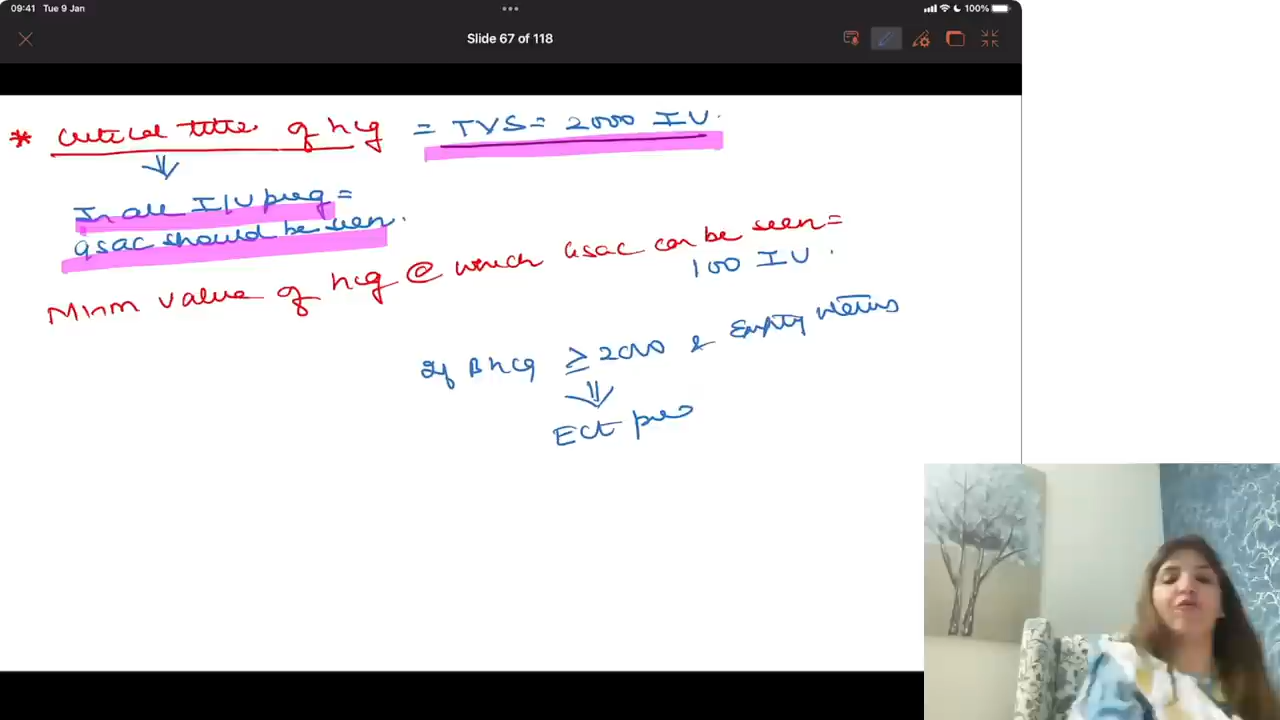 09:41 Tue 9 Jan
100%
Slide 67 of 118
* Critical titre of hcg = TVS = 2000 IU.
In all I/U preg =
gsac should be seen.
Minm value of hcg @ which Gsac can be seen =
100 IU.
If BhCg ≥ 2000 & Empty uterus
Ect preg